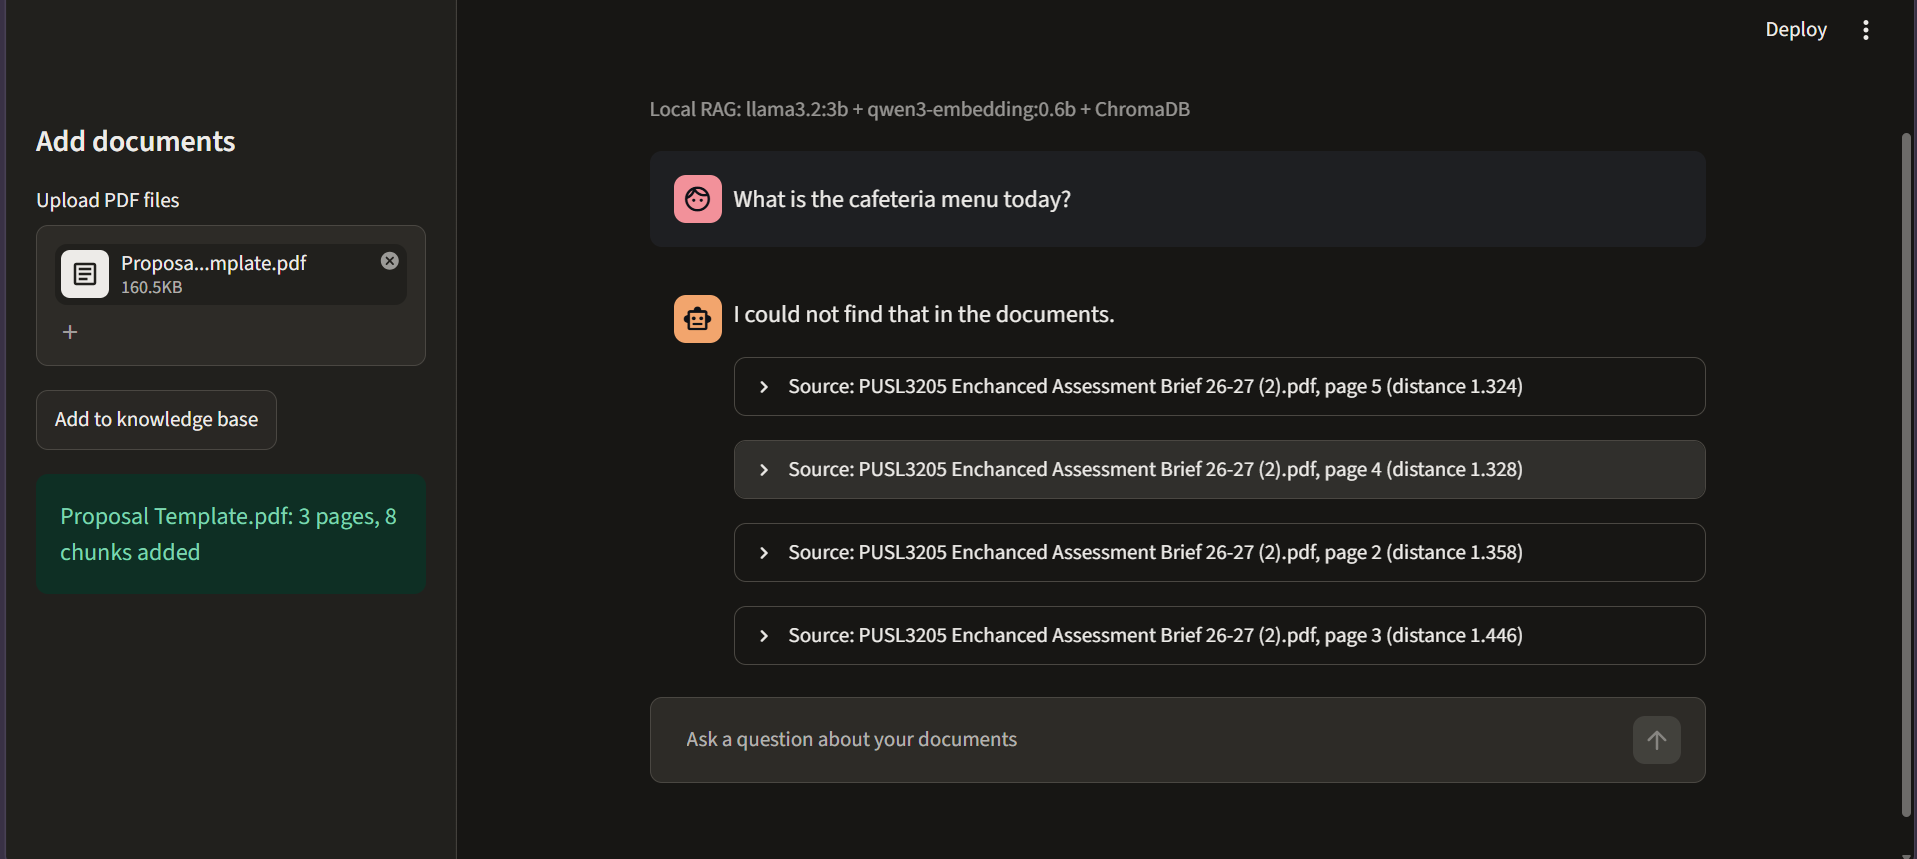 Deploy
Add documents
Upload PDF files
Proposa...mplate.pdf
160.5KB
+
Add to knowledge base
Proposal Template.pdf: 3 pages, 8
chunks added
Local RAG: llama3.2:3b + qwen3-embedding:0.6b + ChromaDB
What is the cafeteria menu today?
I could not find that in the documents.
Source: PUSL3205 Enchanced Assessment Brief 26-27 (2).pdf, page 5 (distance 1.324)
Source: PUSL3205 Enchanced Assessment Brief 26-27 (2).pdf, page 4 (distance 1.328)
Source: PUSL3205 Enchanced Assessment Brief 26-27 (2).pdf, page 2 (distance 1.358)
Source: PUSL3205 Enchanced Assessment Brief 26-27 (2).pdf, page 3 (distance 1.446)
Ask a question about your documents